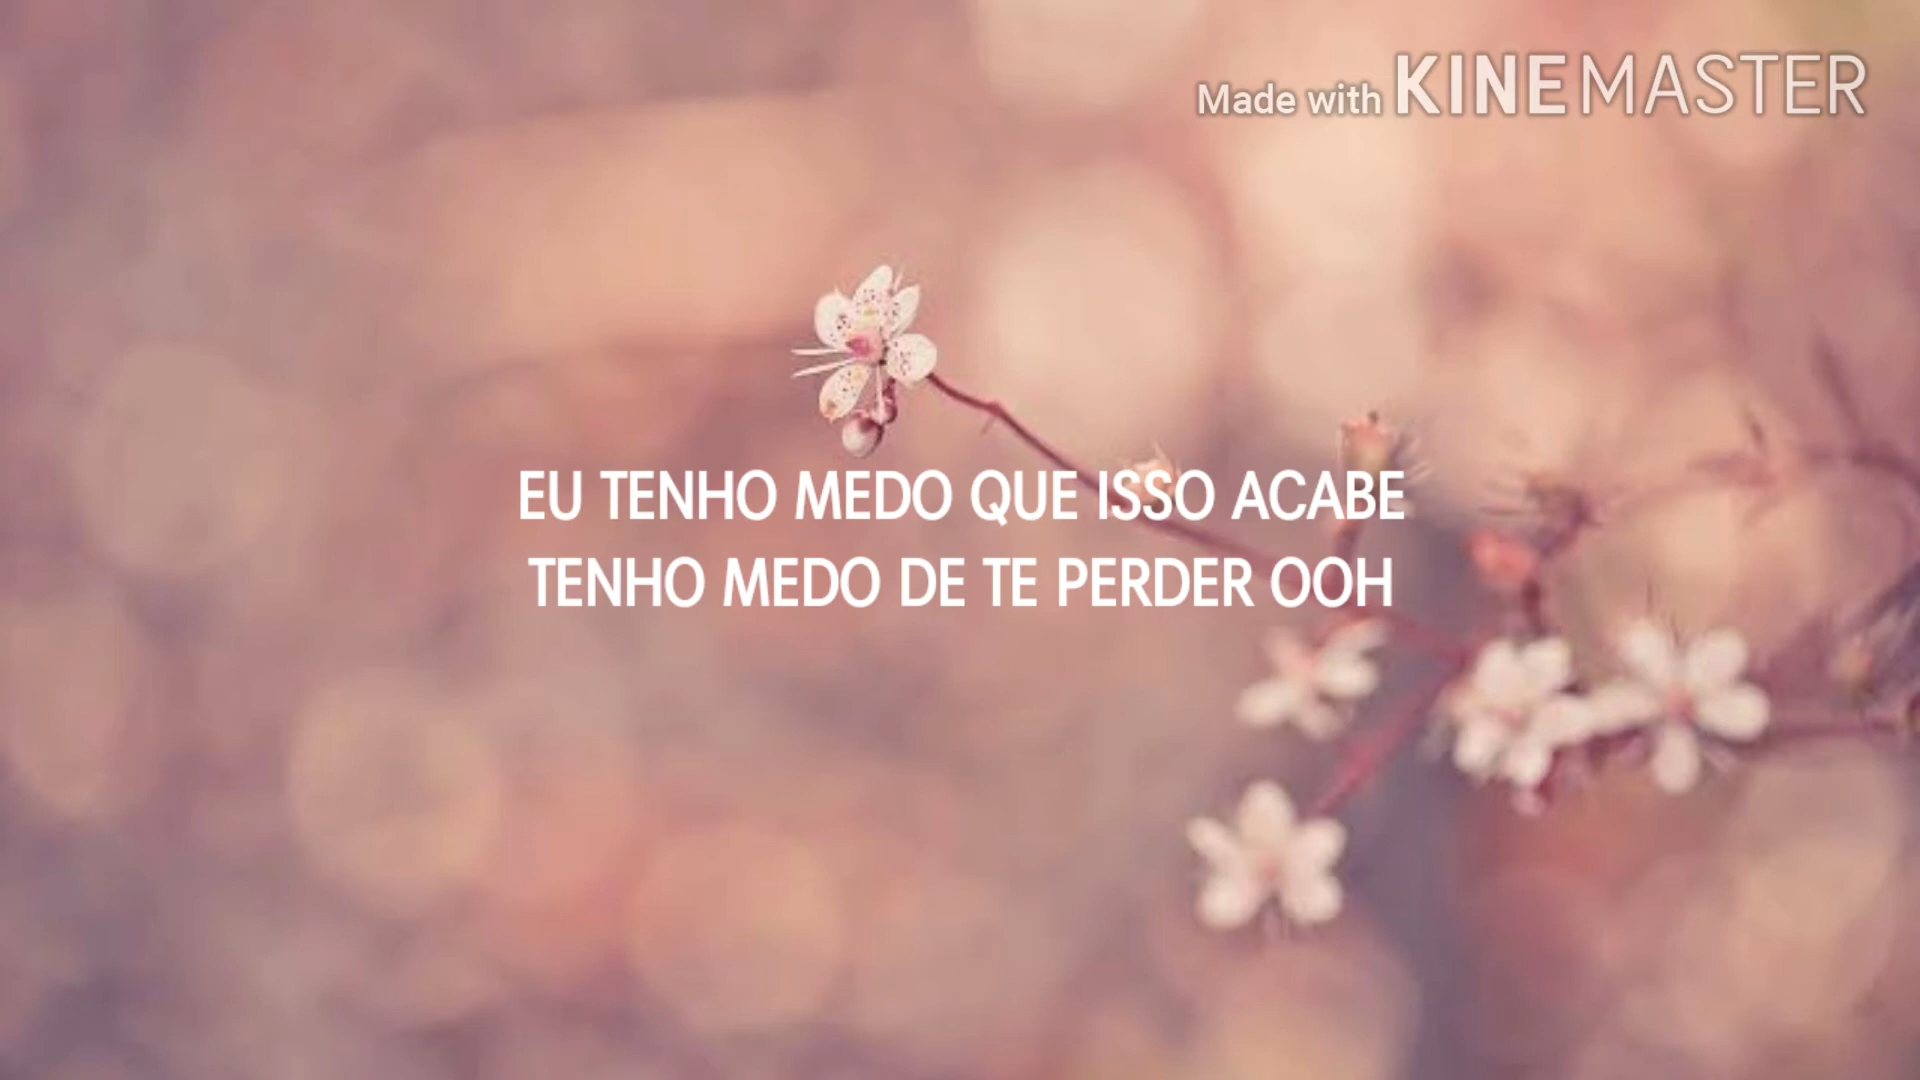 Made with KINEMASTER
EU TENHO MEDO QUE ISSO ACABE
TENHO MEDO DE TE PERDER OOH